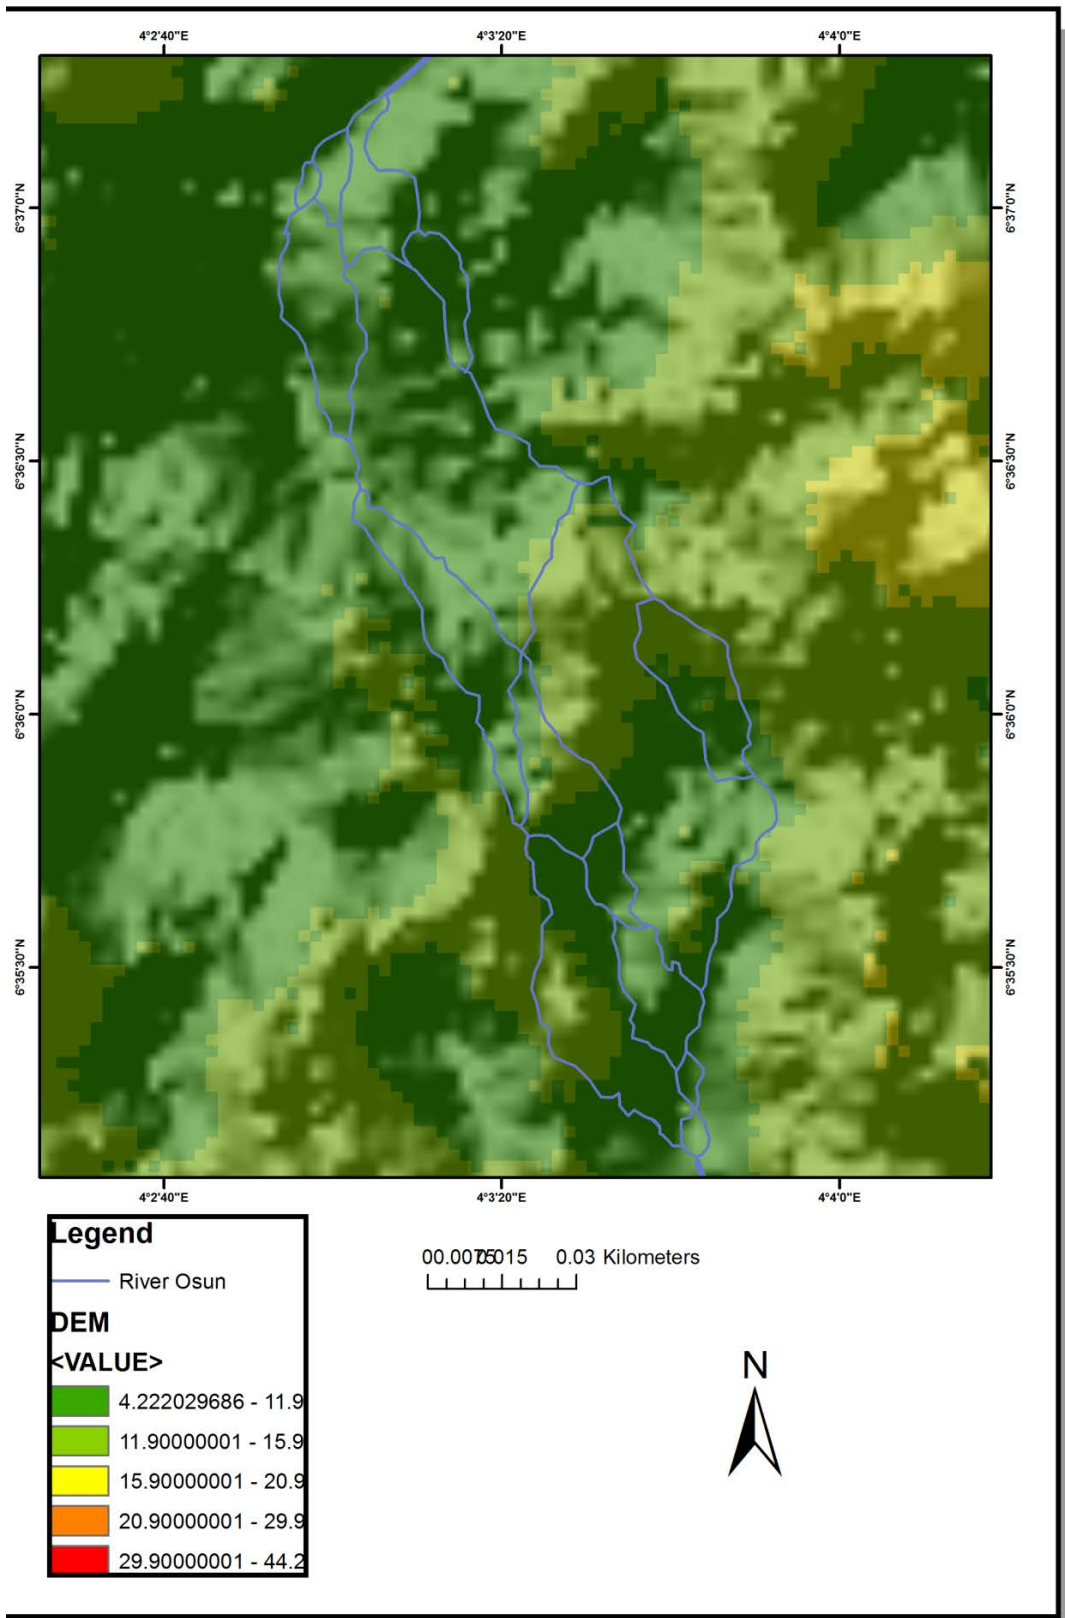 4°2'40"E 4°3'20"E 4°4'0"E
6°37'0"N 6°37'0"N
6°36'30"N 6°36'30"N
6°36'0"N 6°36'0"N
6°35'30"N 6°35'30"N
4°2'40"E 4°3'20"E 4°4'0"E
Legend
River Osun
DEM
<VALUE>
4.222029686 - 11.9
11.90000001 - 15.9
15.90000001 - 20.9
20.90000001 - 29.9
29.90000001 - 44.2
00.00750.015 0.03 Kilometers
N